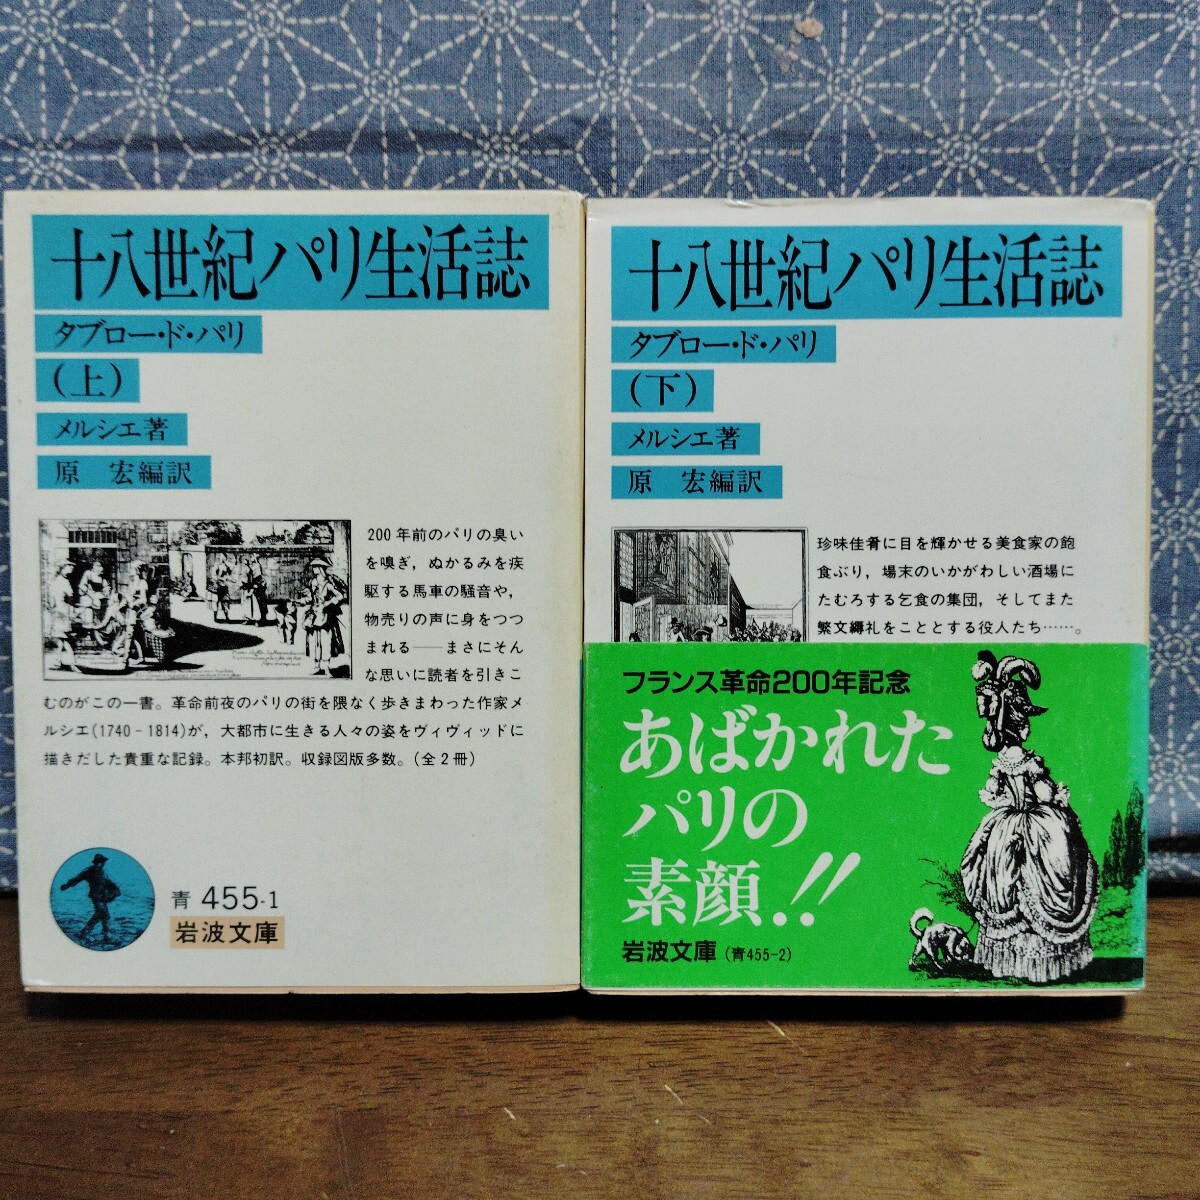 十八世紀パリ生活誌
タブロー・ド・パリ
(上)
メルシエ著
原 宏編訳
200年前のパリの臭い
を嗅ぎ，ぬかるみを疾
駆する馬車の騒音や，
物売りの声に身をつつ
まれる――まさにそん
な思いに読者を引きこ
むのがこの一書。革命前夜のパリの街を隈なく歩きまわった作家メ
ルシエ(1740-1814)が，大都市に生きる人々の姿をヴィヴィッドに
描きだした貴重な記録。本邦初訳。収録図版多数。(全2冊)
青 455-1
岩波文庫
十八世紀パリ生活誌
タブロー・ド・パリ
(下)
メルシエ著
原 宏編訳
珍味佳肴に目を輝かせる美食家の飽
食ぶり，場末のいかがわしい酒場に
たむろする乞食の集団，そしてまた
繁文縟礼をこととする役人たち……。
フランス革命200年記念
あばかれた
パリの
素顔.!!
岩波文庫 (青455-2)